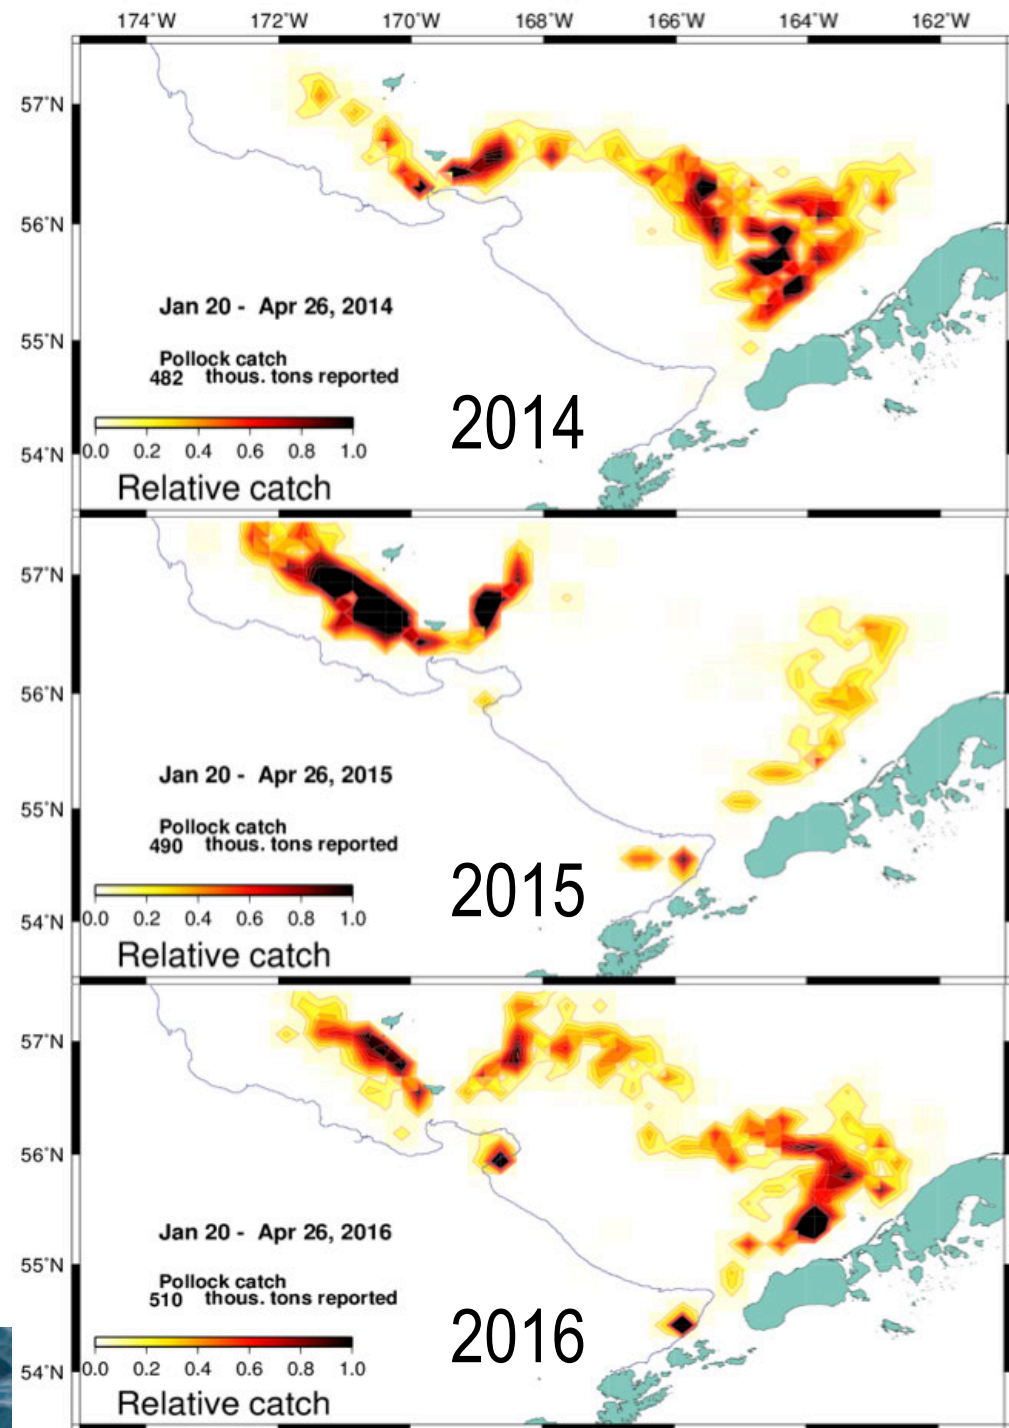 174°W 172°W 170°W 168°W 166°W 164°W 162°W
57°N
56°N
55°N
54°N
Jan 20 - Apr 26, 2014
Pollock catch
482 thous. tons reported
2014
0.0 0.2 0.4 0.6 0.8 1.0
Relative catch
57°N
56°N
55°N
54°N
Jan 20 - Apr 26, 2015
Pollock catch
490 thous. tons reported
2015
0.0 0.2 0.4 0.6 0.8 1.0
Relative catch
57°N
56°N
55°N
54°N
Jan 20 - Apr 26, 2016
Pollock catch
510 thous. tons reported
2016
0.0 0.2 0.4 0.6 0.8 1.0
Relative catch